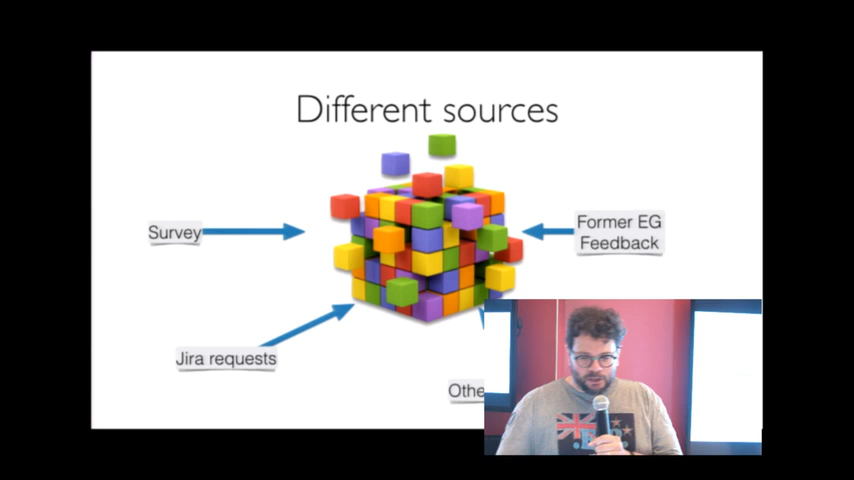 Different sources
Survey
Former EG
Feedback
Jira requests
Othe